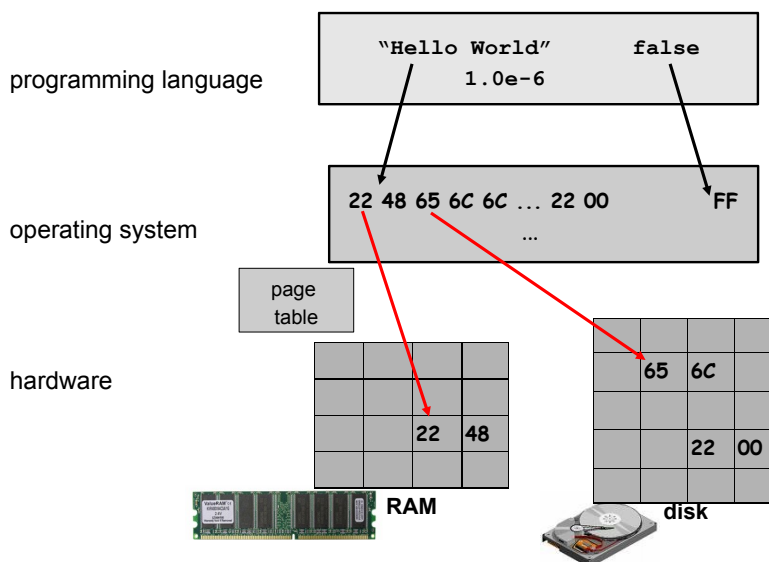 “Hello World” false
1.0e-6
programming language
22 48 65 6C 6C ... 22 00 FF
...
operating system
page
table
hardware
65 6C
22 48
22 00
RAM
disk
ValueRAM